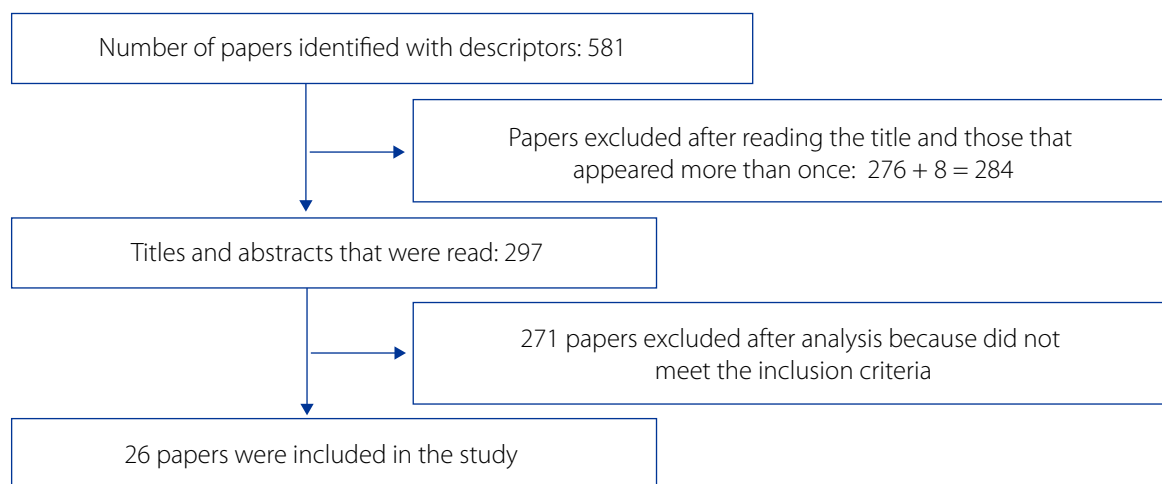 Number of papers identified with descriptors: 581
Papers excluded after reading the title and those that
appeared more than once: 276 + 8 = 284
Titles and abstracts that were read: 297
271 papers excluded after analysis because did not
meet the inclusion criteria
26 papers were included in the study